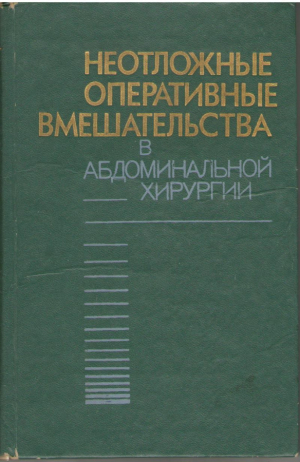 НЕОТЛОЖНЫЕ
ОПЕРАТИВНЫЕ
ВМЕШАТЕЛЬСТВА
В
АБДОМИНАЛЬНОЙ
ХИРУРГИИ